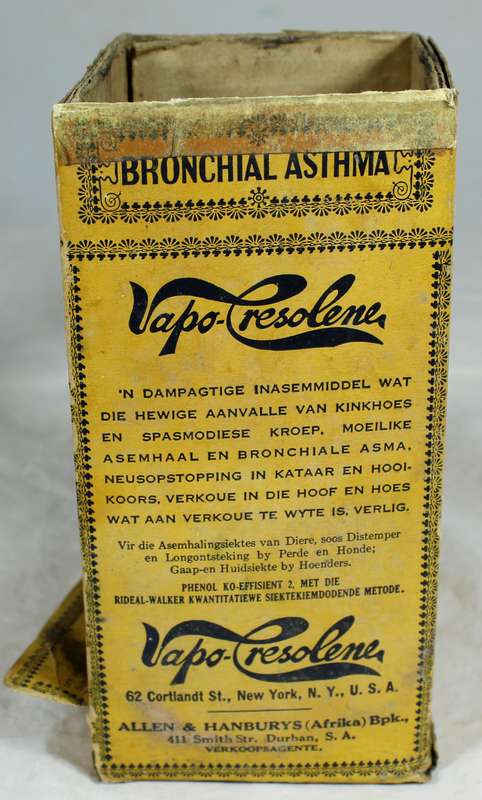 BRONCHIAL ASTHMA
Vapo-Cresolene
'N DAMPAGTIGE INASEMMIDDEL WAT
DIE HEWIGE AANVALLE VAN KINKHOES
EN SPASMODIESE KROEP, MOEILIKE
ASEMHAAL EN BRONCHIALE ASMA,
NEUSOPSTOPPING IN KATAAR EN HOOI-
KOORS, VERKOUE IN DIE HOOF EN HOES
WAT AAN VERKOUE TE WYTE IS, VERLIG.
Vir die Asemhalingsiektes van Diere, soos Distemper
en Longontsteking by Perde en Honde;
Gaap-en Huidsiekte by Hoenders.
PHENOL KO-EFFISIENT 2, MET DIE
RIDEAL-WALKER KWANTITATIEWE SIEKTEKIEMDODENDE METODE.
Vapo-Cresolene
62 Cortlandt St., New York, N. Y., U. S. A.
ALLEN & HANBURYS (Afrika) Bpk.,
411 Smith Str. Durban, S. A.
VERKOOPSAGENTE.